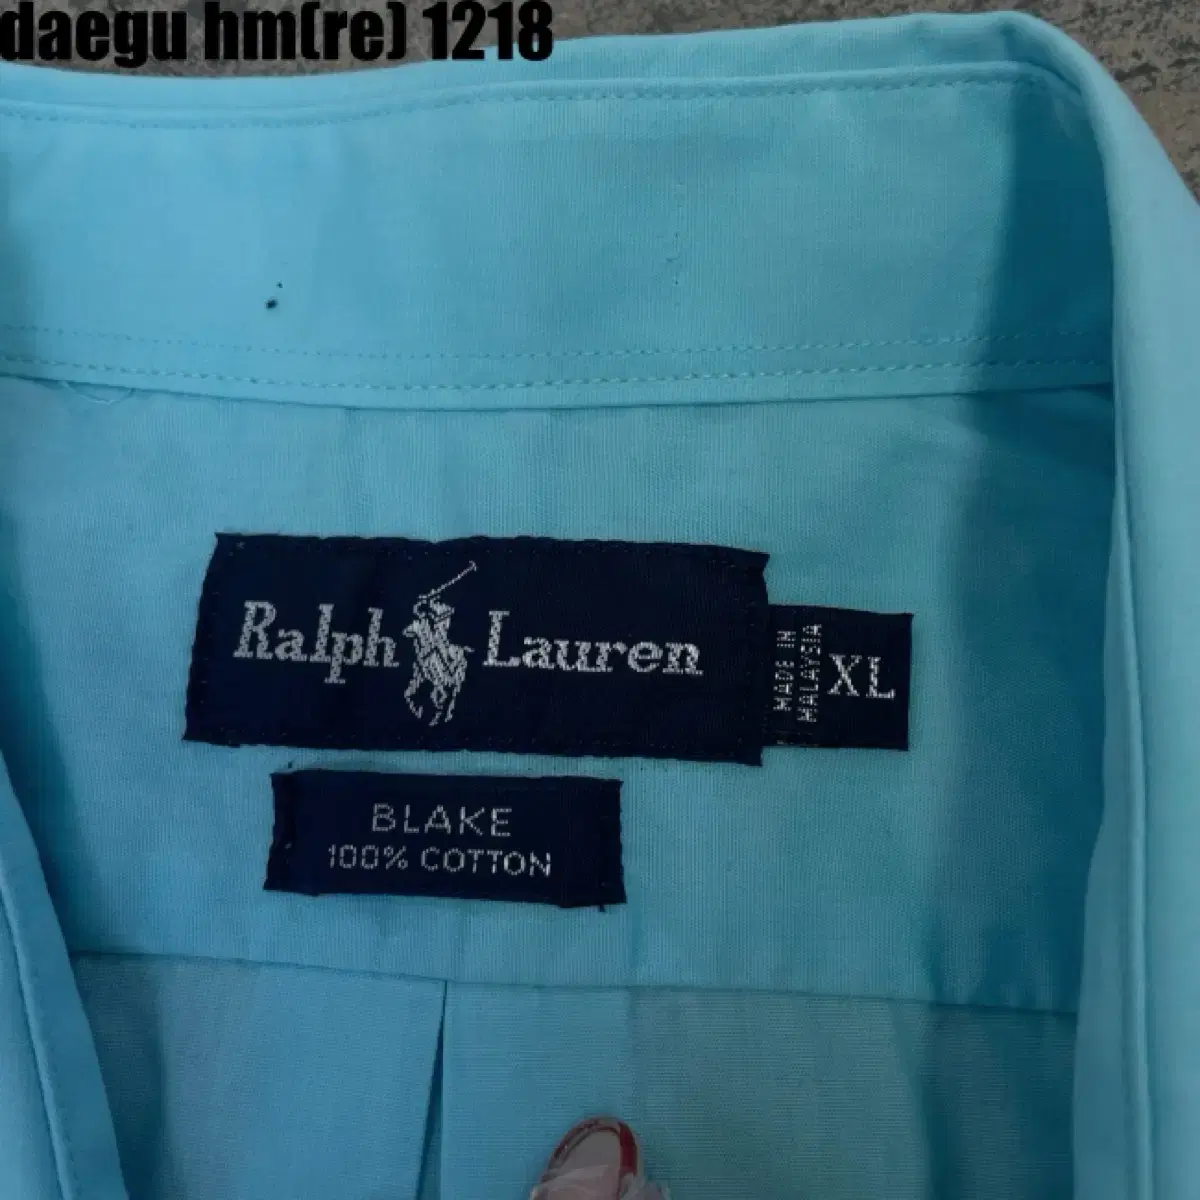 daegu hm(re) 1218
Ralph Lauren
MADE IN
MALAYSIA
XL
BLAKE
100% COTTON